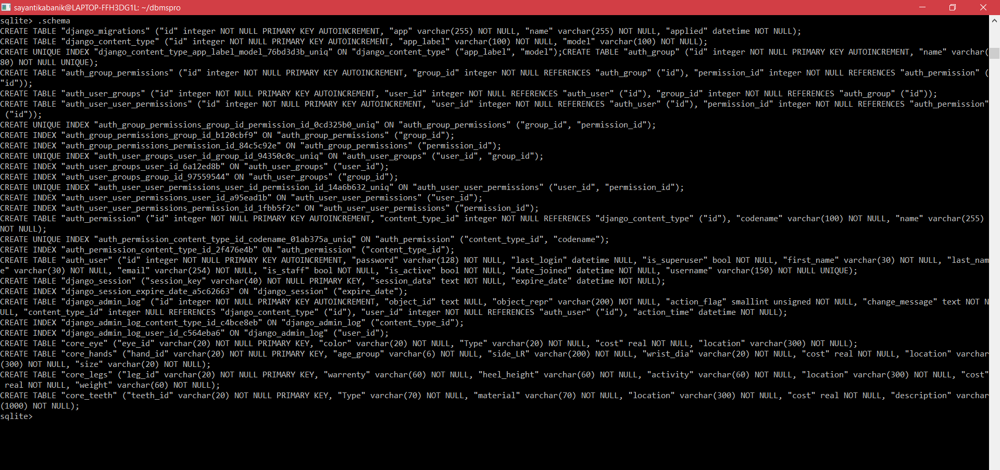 sayantikabanik@LAPTOP-FFH3DG1L: ~/dbmspro
sqlite> .schema
CREATE TABLE "django_migrations" ("id" integer NOT NULL PRIMARY KEY AUTOINCREMENT, "app" varchar(255) NOT NULL, "name" varchar(255) NOT NULL, "applied" datetime NOT NULL);
CREATE TABLE "django_content_type" ("id" integer NOT NULL PRIMARY KEY AUTOINCREMENT, "app_label" varchar(100) NOT NULL, "model" varchar(100) NOT NULL);
CREATE UNIQUE INDEX "django_content_type_app_label_model_76bd3d3b_uniq" ON "django_content_type" ("app_label", "model");CREATE TABLE "auth_group" ("id" integer NOT NULL PRIMARY KEY AUTOINCREMENT, "name" varchar(
80) NOT NULL UNIQUE);
CREATE TABLE "auth_group_permissions" ("id" integer NOT NULL PRIMARY KEY AUTOINCREMENT, "group_id" integer NOT NULL REFERENCES "auth_group" ("id"), "permission_id" integer NOT NULL REFERENCES "auth_permission" (
"id"));
CREATE TABLE "auth_user_groups" ("id" integer NOT NULL PRIMARY KEY AUTOINCREMENT, "user_id" integer NOT NULL REFERENCES "auth_user" ("id"), "group_id" integer NOT NULL REFERENCES "auth_group" ("id"));
CREATE TABLE "auth_user_user_permissions" ("id" integer NOT NULL PRIMARY KEY AUTOINCREMENT, "user_id" integer NOT NULL REFERENCES "auth_user" ("id"), "permission_id" integer NOT NULL REFERENCES "auth_permission"
 ("id"));
CREATE UNIQUE INDEX "auth_group_permissions_group_id_permission_id_0cd325b0_uniq" ON "auth_group_permissions" ("group_id", "permission_id");
CREATE INDEX "auth_group_permissions_group_id_b120cbf9" ON "auth_group_permissions" ("group_id");
CREATE INDEX "auth_group_permissions_permission_id_84c5c92e" ON "auth_group_permissions" ("permission_id");
CREATE UNIQUE INDEX "auth_user_groups_user_id_group_id_94350c0c_uniq" ON "auth_user_groups" ("user_id", "group_id");
CREATE INDEX "auth_user_groups_user_id_6a12ed8b" ON "auth_user_groups" ("user_id");
CREATE INDEX "auth_user_groups_group_id_97559544" ON "auth_user_groups" ("group_id");
CREATE UNIQUE INDEX "auth_user_user_permissions_user_id_permission_id_14a6b632_uniq" ON "auth_user_user_permissions" ("user_id", "permission_id");
CREATE INDEX "auth_user_user_permissions_user_id_a95ead1b" ON "auth_user_user_permissions" ("user_id");
CREATE INDEX "auth_user_user_permissions_permission_id_1fbb5f2c" ON "auth_user_user_permissions" ("permission_id");
CREATE TABLE "auth_permission" ("id" integer NOT NULL PRIMARY KEY AUTOINCREMENT, "content_type_id" integer NOT NULL REFERENCES "django_content_type" ("id"), "codename" varchar(100) NOT NULL, "name" varchar(255)
NOT NULL);
CREATE UNIQUE INDEX "auth_permission_content_type_id_codename_01ab375a_uniq" ON "auth_permission" ("content_type_id", "codename");
CREATE INDEX "auth_permission_content_type_id_2f476e4b" ON "auth_permission" ("content_type_id");
CREATE TABLE "auth_user" ("id" integer NOT NULL PRIMARY KEY AUTOINCREMENT, "password" varchar(128) NOT NULL, "last_login" datetime NULL, "is_superuser" bool NOT NULL, "first_name" varchar(30) NOT NULL, "last_nam
e" varchar(30) NOT NULL, "email" varchar(254) NOT NULL, "is_staff" bool NOT NULL, "is_active" bool NOT NULL, "date_joined" datetime NOT NULL, "username" varchar(150) NOT NULL UNIQUE);
CREATE TABLE "django_session" ("session_key" varchar(40) NOT NULL PRIMARY KEY, "session_data" text NOT NULL, "expire_date" datetime NOT NULL);
CREATE INDEX "django_session_expire_date_a5c62663" ON "django_session" ("expire_date");
CREATE TABLE "django_admin_log" ("id" integer NOT NULL PRIMARY KEY AUTOINCREMENT, "object_id" text NULL, "object_repr" varchar(200) NOT NULL, "action_flag" smallint unsigned NOT NULL, "change_message" text NOT N
ULL, "content_type_id" integer NULL REFERENCES "django_content_type" ("id"), "user_id" integer NOT NULL REFERENCES "auth_user" ("id"), "action_time" datetime NOT NULL);
CREATE INDEX "django_admin_log_content_type_id_c4bce8eb" ON "django_admin_log" ("content_type_id");
CREATE INDEX "django_admin_log_user_id_c564eba6" ON "django_admin_log" ("user_id");
CREATE TABLE "core_eye" ("eye_id" varchar(20) NOT NULL PRIMARY KEY, "color" varchar(20) NOT NULL, "Type" varchar(20) NOT NULL, "cost" real NOT NULL, "location" varchar(300) NOT NULL);
CREATE TABLE "core_hands" ("hand_id" varchar(20) NOT NULL PRIMARY KEY, "age_group" varchar(6) NOT NULL, "side_LR" varchar(200) NOT NULL, "wrist_dia" varchar(20) NOT NULL, "cost" real NOT NULL, "location" varchar
(300) NOT NULL, "size" varchar(20) NOT NULL);
CREATE TABLE "core_legs" ("leg_id" varchar(20) NOT NULL PRIMARY KEY, "warrenty" varchar(60) NOT NULL, "heel_height" varchar(60) NOT NULL, "activity" varchar(60) NOT NULL, "location" varchar(300) NOT NULL, "cost"
 real NOT NULL, "weight" varchar(60) NOT NULL);
CREATE TABLE "core_teeth" ("teeth_id" varchar(20) NOT NULL PRIMARY KEY, "Type" varchar(70) NOT NULL, "material" varchar(70) NOT NULL, "location" varchar(300) NOT NULL, "cost" real NOT NULL, "description" varchar
(1000) NOT NULL);
sqlite>